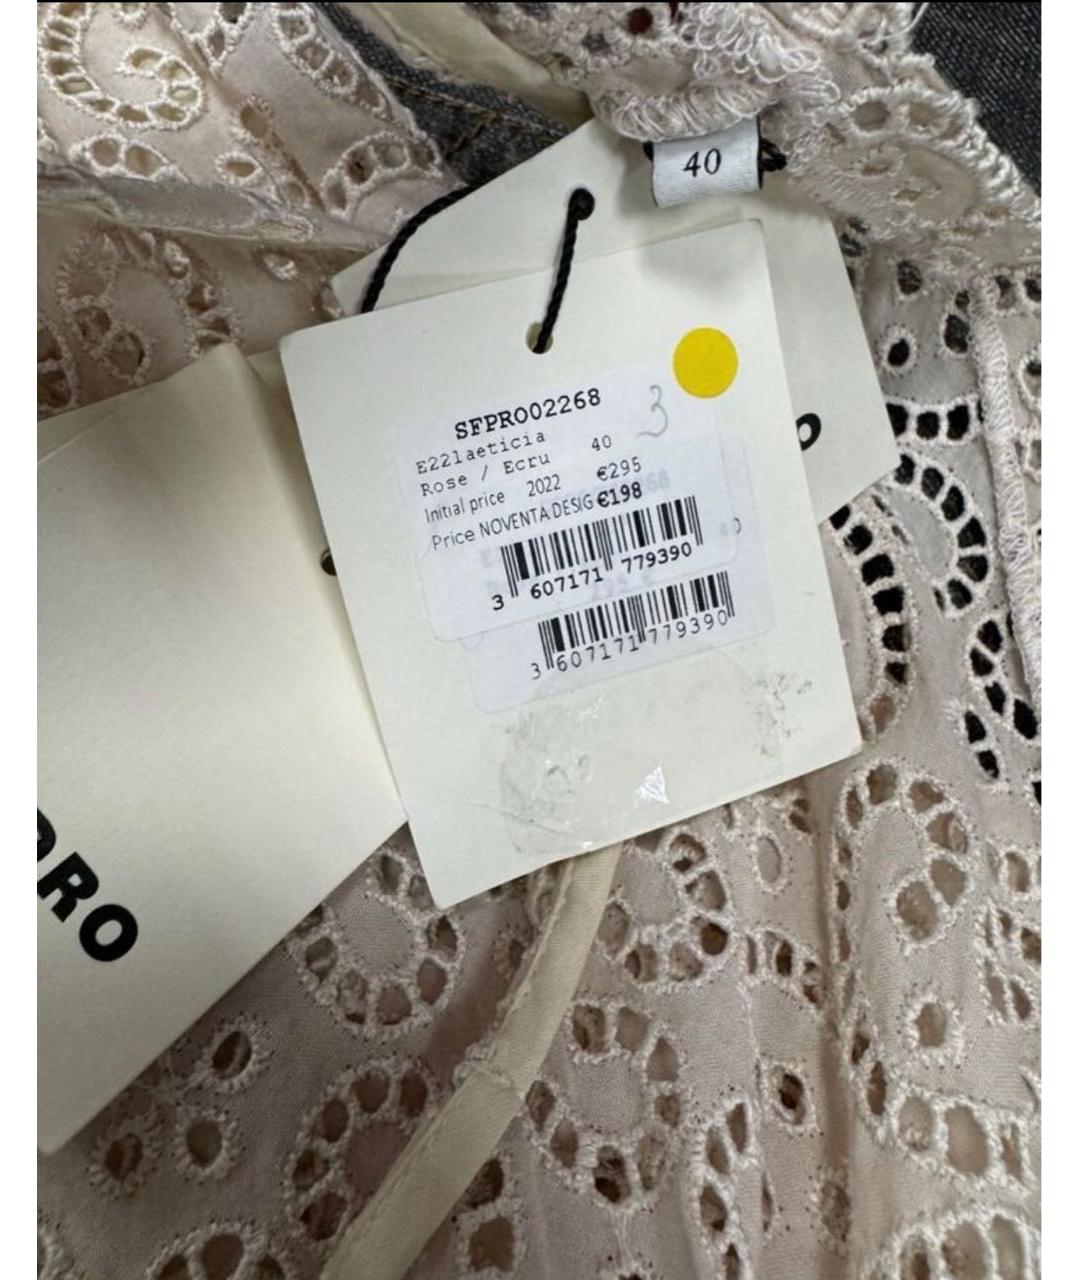 40
SFPRO02268
3
E22laeticia
40
Rose / Ecru
Initial price 2022 €295
Price NOVENTA DESIG €198
3 607171 779390
3 607171 779390
DRO
O